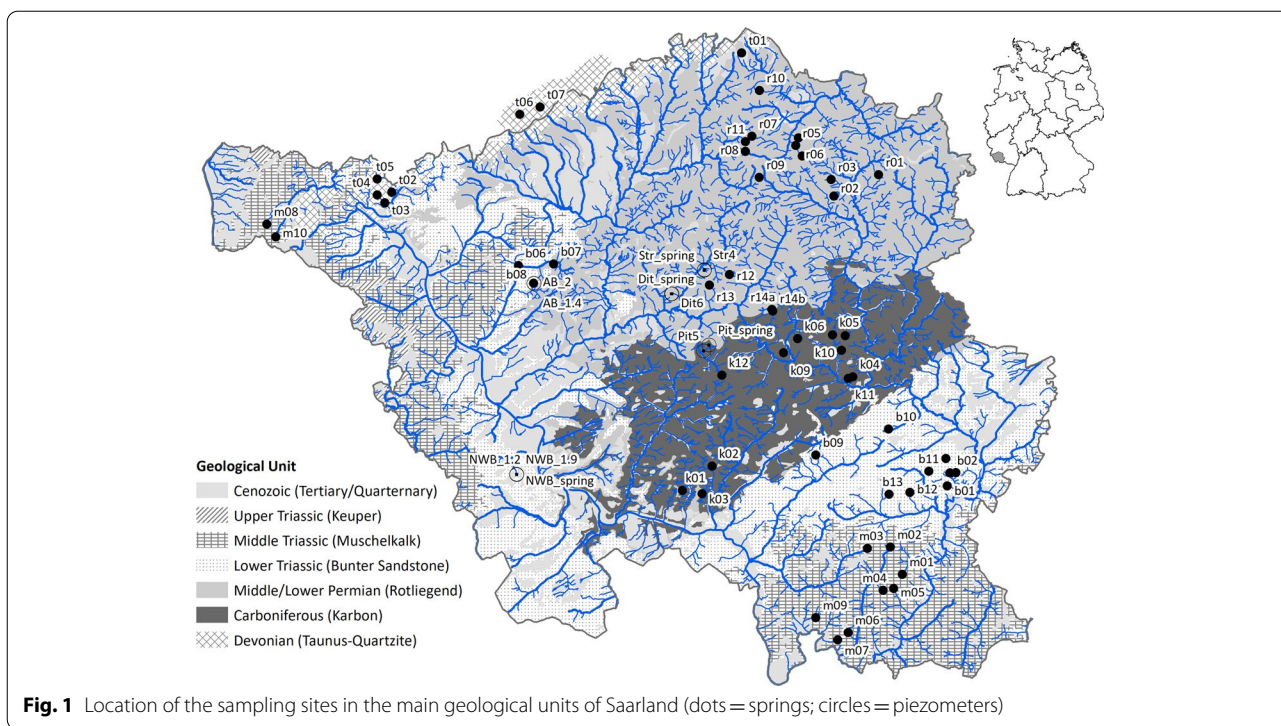 t01
r10
t06 t07
r11 r07
r05
r08
r06
r09
r03 r01
r02
t05
t04 t02
t03
m08
m10
b06 b07
b08
AB_2
AB_1.4
Str_spring Str4
r12
Dit_spring
r13
Dit6
r14a r14b
Pit5 Pit_spring
k06 k05
k10
k09
k12
k04
k11
b10
b09
b11 b02
b01
b13 b12
NWB_1.2 NWB_1.9
NWB_spring
k02
k01
k03
m03 m02
m01
m04
m05
m09
m06
m07
Geological Unit
Cenozoic (Tertiary/Quarternary)
Upper Triassic (Keuper)
Middle Triassic (Muschelkalk)
Lower Triassic (Bunter Sandstone)
Middle/Lower Permian (Rotliegend)
Carboniferous (Karbon)
Devonian (Taunus-Quartzite)
Fig. 1 Location of the sampling sites in the main geological units of Saarland (dots = springs; circles = piezometers)